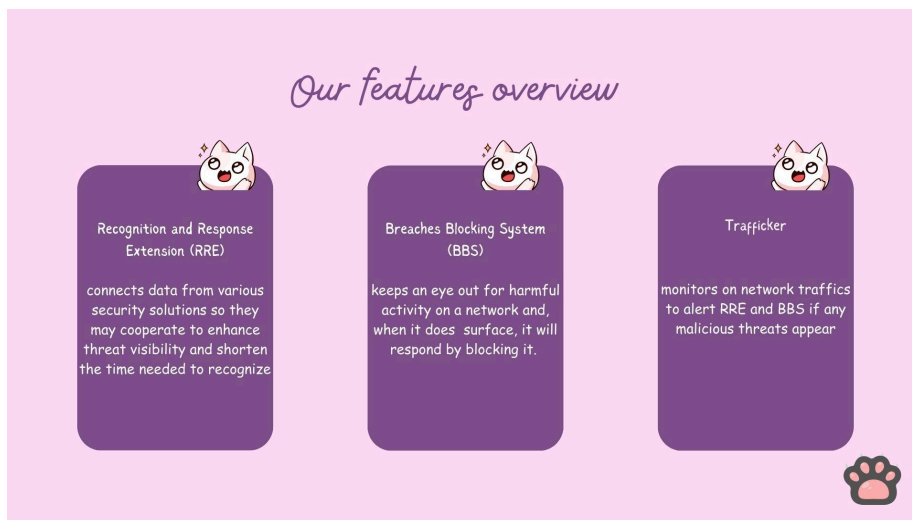 Our features overview
Recognition and Response
Extension (RRE)
connects data from various
security solutions so they
may cooperate to enhance
threat visibility and shorten
the time needed to recognize
Breaches Blocking System
(BBS)
keeps an eye out for harmful
activity on a network and,
when it does  surface, it will
respond by blocking it.
Trafficker
monitors on network traffics
to alert RRE and BBS if any
malicious threats appear